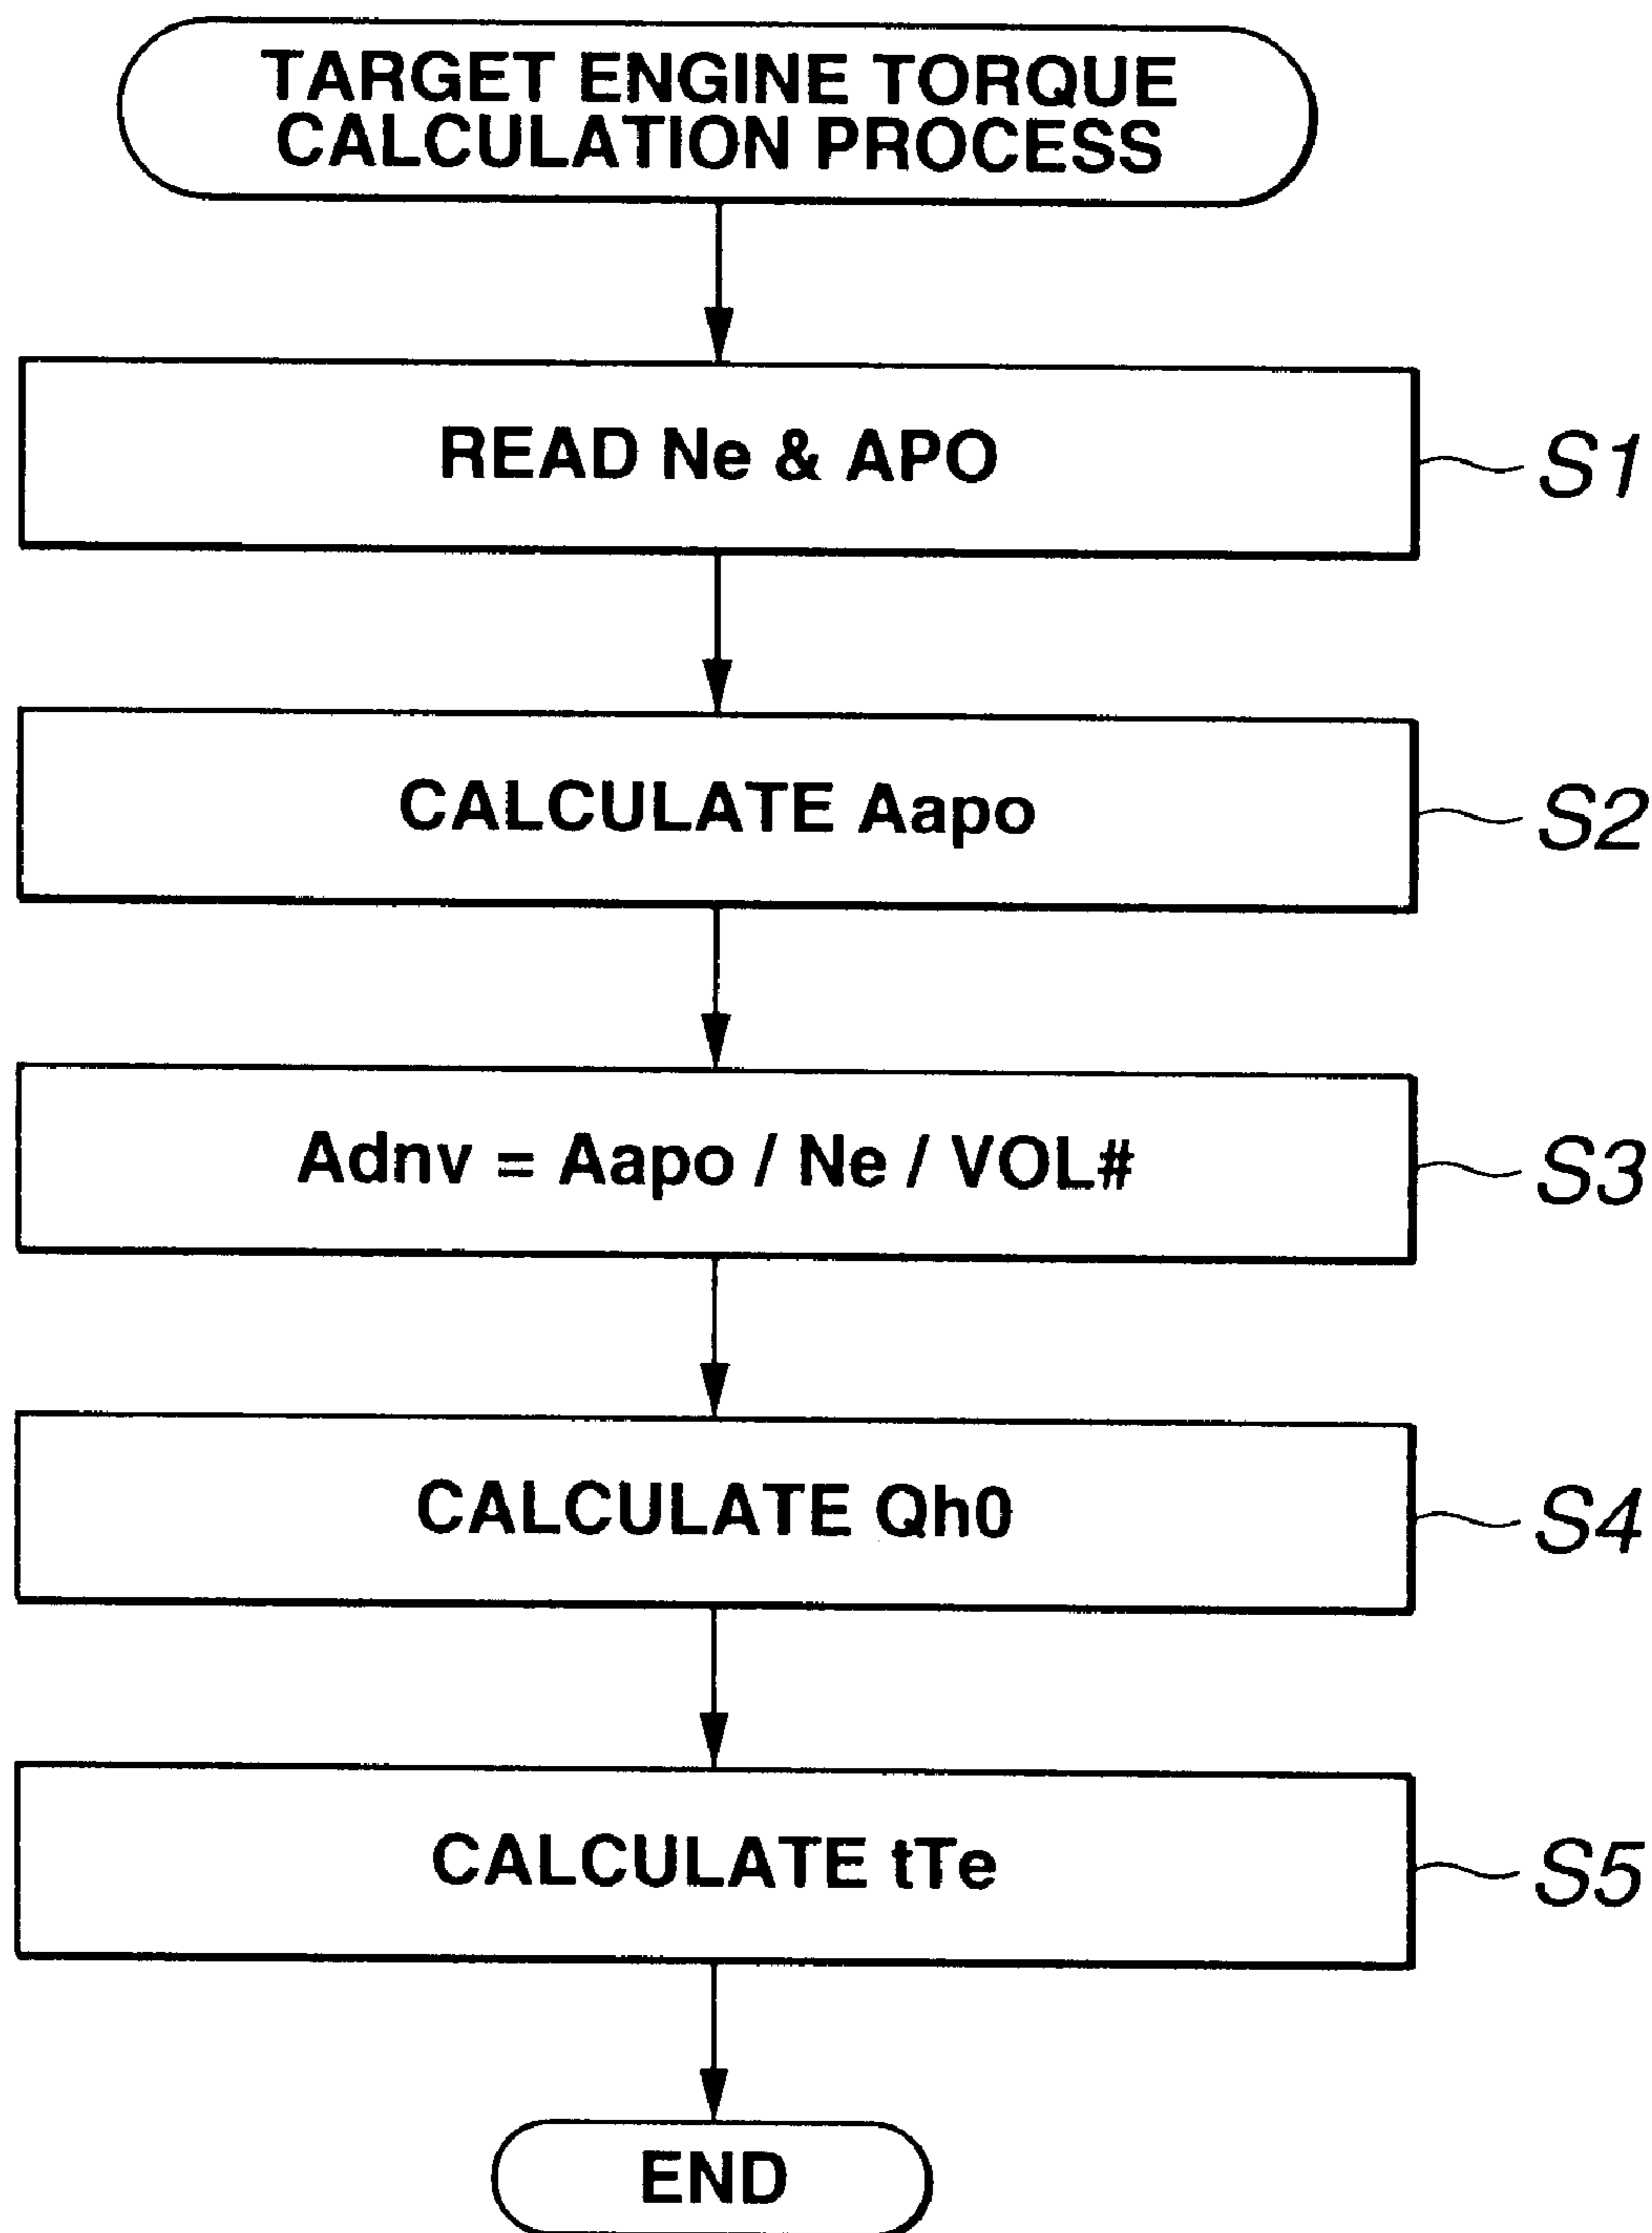 TARGET ENGINE TORQUE
CALCULATION PROCESS
READ Ne & APO
S1
CALCULATE Aapo
S2
Adnv = Aapo / Ne / VOL#
S3
CALCULATE Qh0
S4
CALCULATE tTe
S5
END